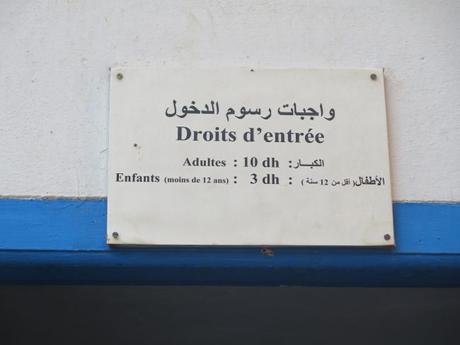 واجبات رسوم الدخول
Droits d'entrée
Adultes : 10 dh :الكبـــار
Enfants (moins de 12 ans) : 3 dh : الأطفال(أقل من 12 سنة )